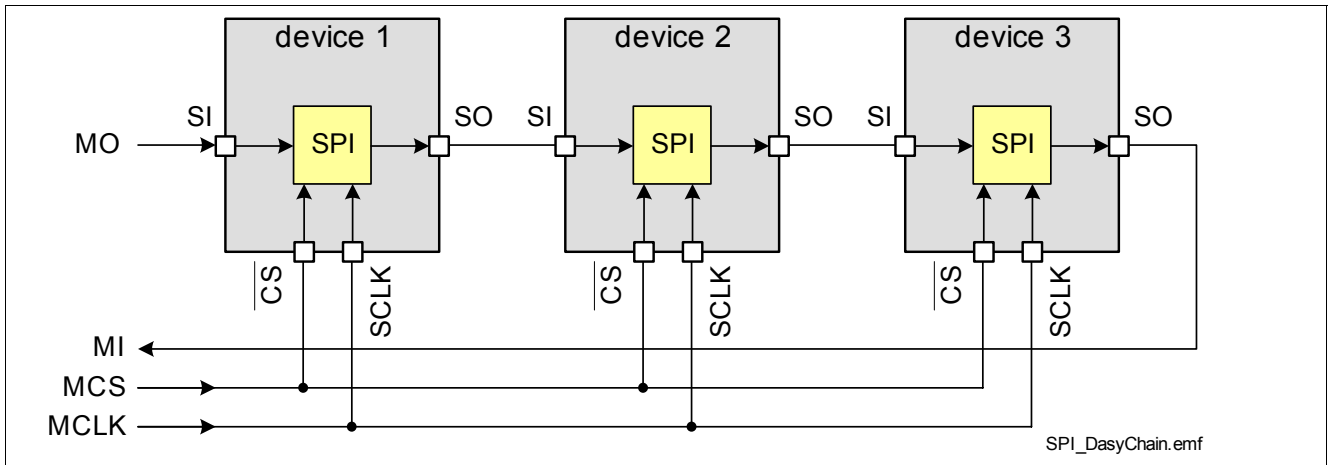 device 1
device 2
device 3
SI
SO
SI
SO
SI
SO
MO
SPI
SPI
SPI
CS
SCLK
CS
SCLK
CS
SCLK
MI
MCS
MCLK
SPI_DasyChain.emf